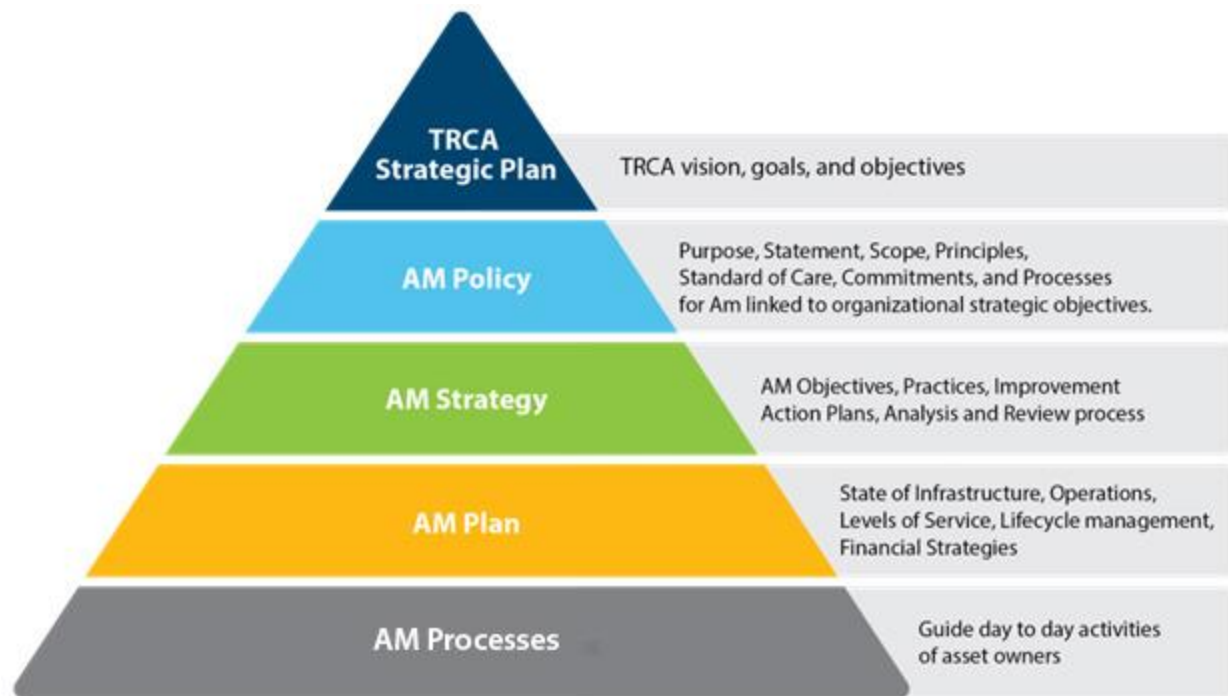 TRCA
Strategic Plan
TRCA vision, goals, and objectives
AM Policy
Purpose, Statement, Scope, Principles,
Standard of Care, Commitments, and Processes
for Am linked to organizational strategic objectives.
AM Strategy
AM Objectives, Practices, Improvement
Action Plans, Analysis and Review process
AM Plan
State of Infrastructure, Operations,
Levels of Service, Lifecycle management,
Financial Strategies
AM Processes
Guide day to day activities
of asset owners